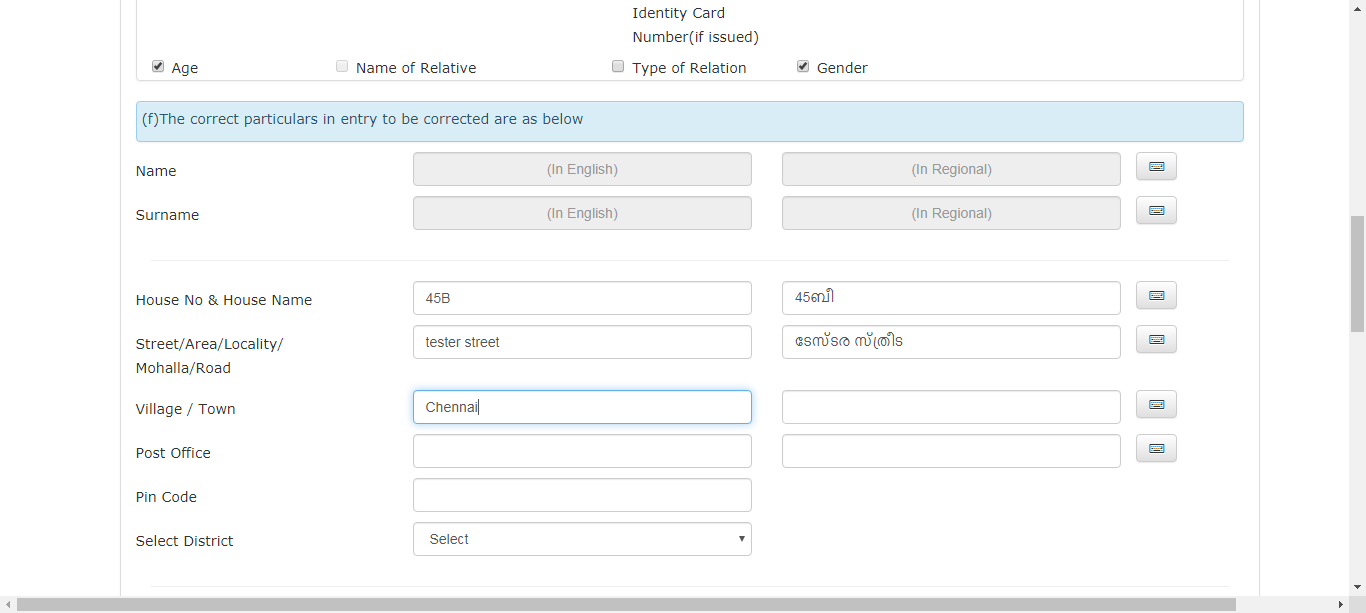 Identity Card
Number(if issued)
Age Name of Relative Type of Relation Gender
(f)The correct particulars in entry to be corrected are as below
Name (In English) (In Regional)
Surname (In English) (In Regional)
House No & House Name 45B 45ബീ
Street/Area/Locality/ tester street ടേസ്ടര സ്ത്രീട
Mohalla/Road
Village / Town Chennai
Post Office
Pin Code
Select District Select